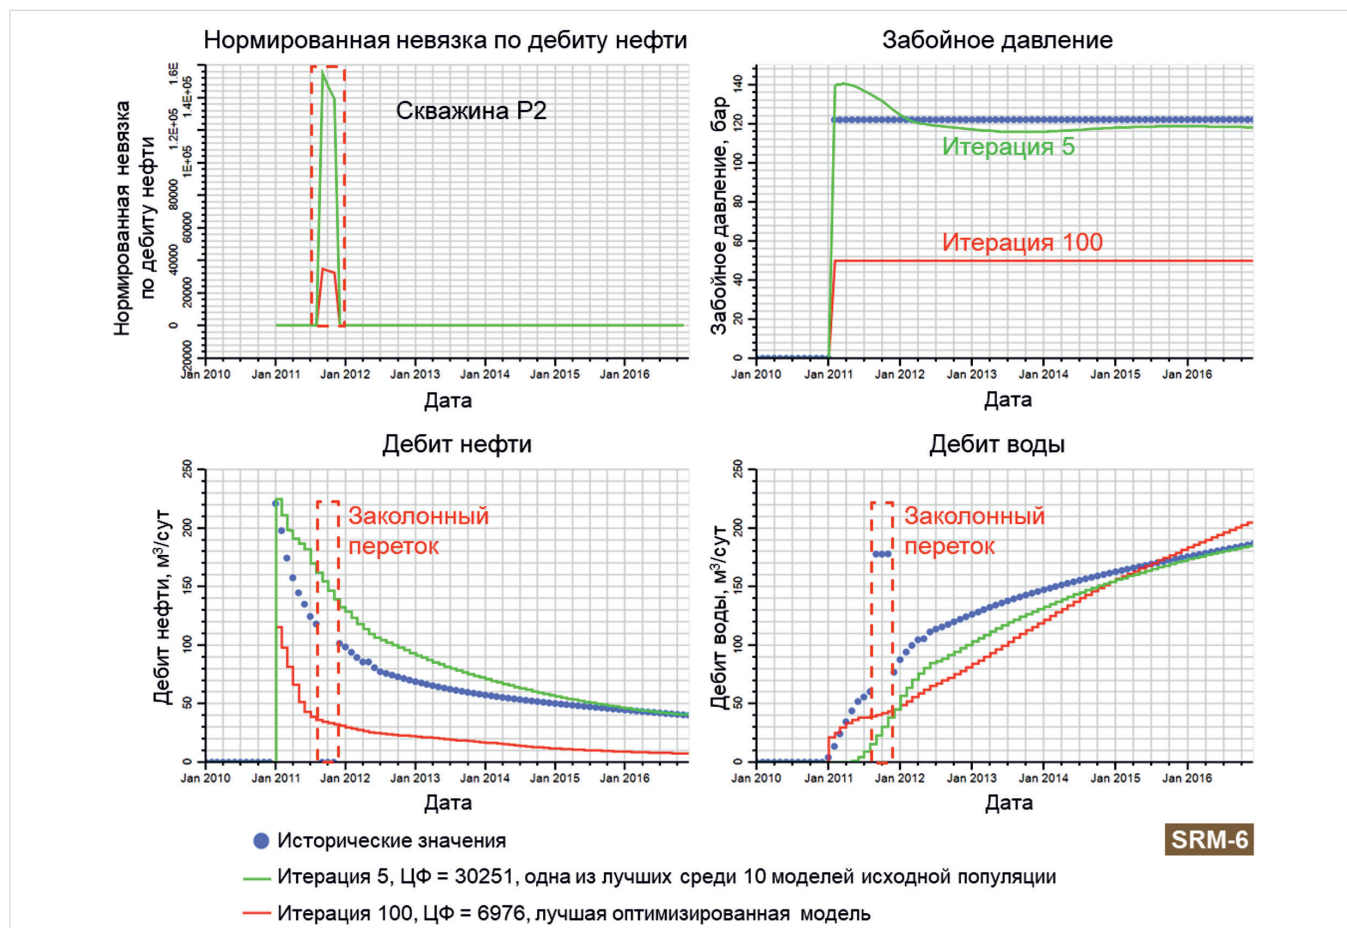 Нормированная невязка по дебиту нефти
Нормированная невязка
по дебиту нефти
1.6E
1.4E+05
1.2E+05
1E+05
80000
60000
40000
20000
0
20000
Скважина P2
Jan 2010
Jan 2011
Jan 2012
Jan 2013
Jan 2014
Jan 2015
Jan 2016
Дата
Забойное давление
Забойное давление, бар
140
120
100
80
60
40
20
0
Итерация 5
Итерация 100
Jan 2010
Jan 2011
Jan 2012
Jan 2013
Jan 2014
Jan 2015
Jan 2016
Дата
Дебит нефти
Дебит нефти, м³/сут
250
200
150
100
50
0
Заколонный
переток
Jan 2010
Jan 2011
Jan 2012
Jan 2013
Jan 2014
Jan 2015
Jan 2016
Дата
Дебит воды
Дебит воды, м³/сут
250
200
150
100
50
0
Заколонный
переток
Jan 2010
Jan 2011
Jan 2012
Jan 2013
Jan 2014
Jan 2015
Jan 2016
Дата
Исторические значения
SRM-6
Итерация 5, ЦФ = 30251, одна из лучших среди 10 моделей исходной популяции
Итерация 100, ЦФ = 6976, лучшая оптимизированная модель